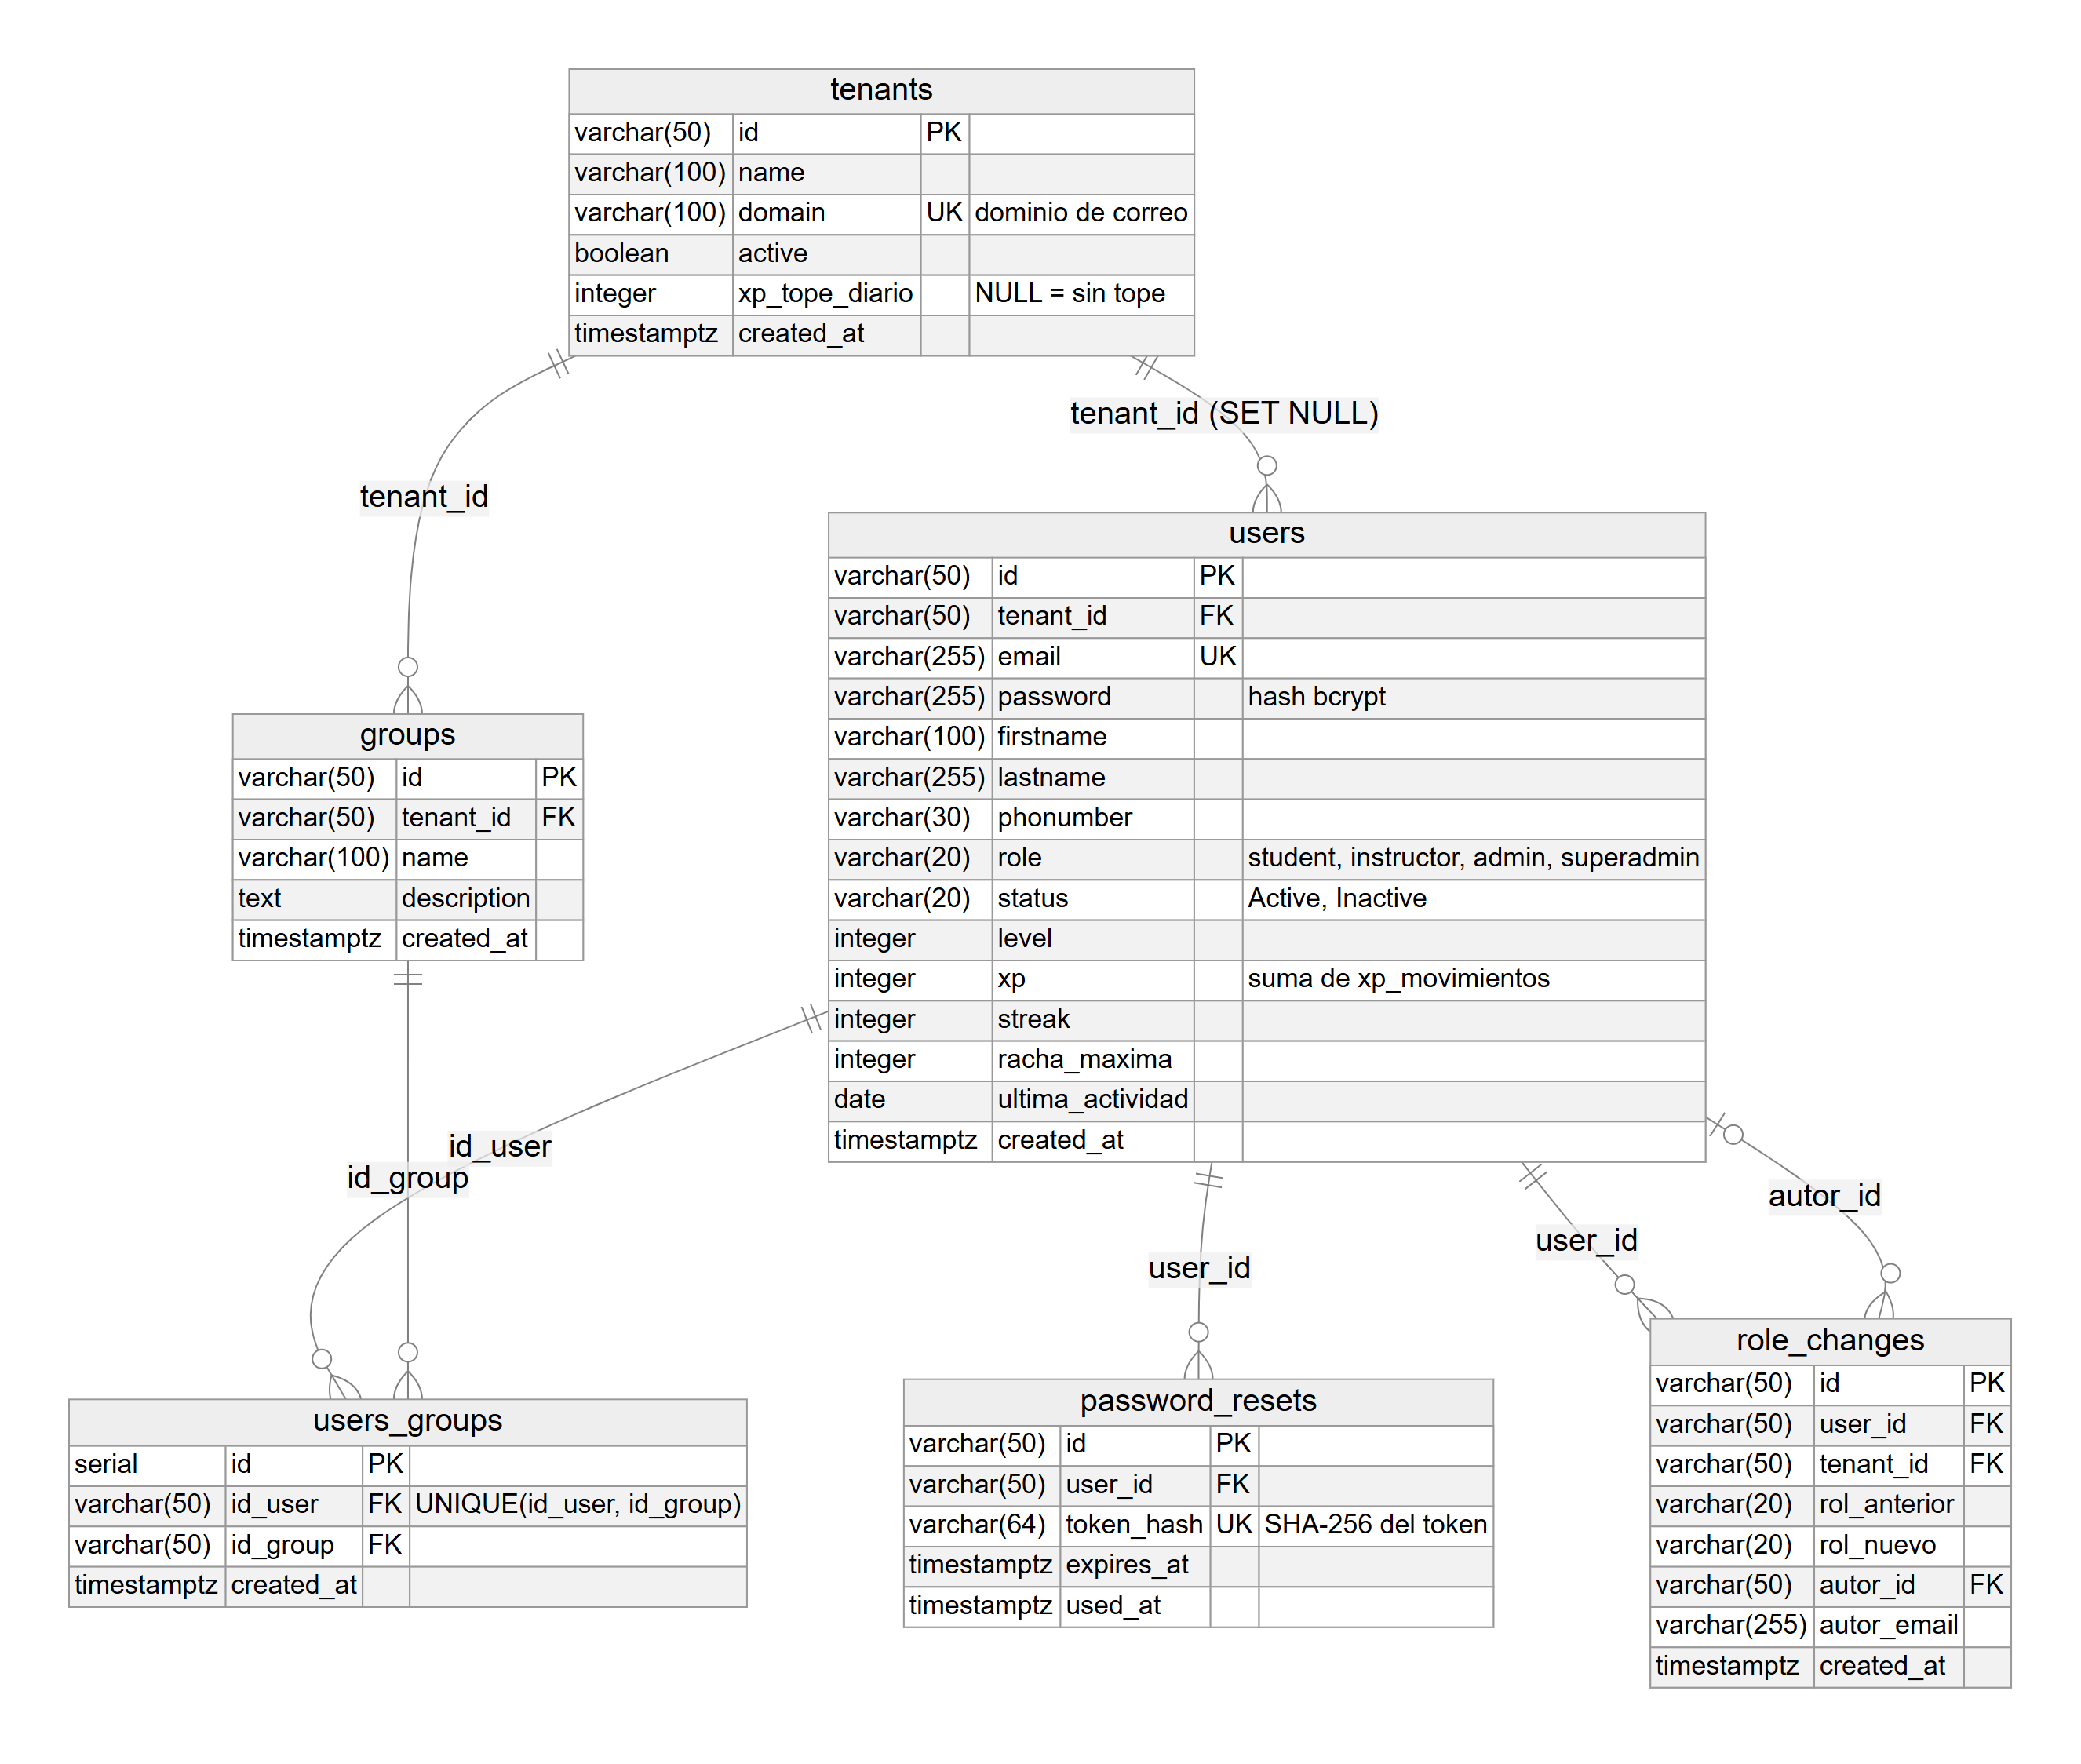 tenants
varchar(50) id PK
varchar(100) name
varchar(100) domain UK dominio de correo
boolean active
integer xp_tope_diario NULL = sin tope
timestamptz created_at
tenant_id (SET NULL)
tenant_id
users
varchar(50) id PK
varchar(50) tenant_id FK
varchar(255) email UK
varchar(255) password hash bcrypt
varchar(100) firstname
varchar(255) lastname
varchar(30) phonumber
varchar(20) role student, instructor, admin, superadmin
varchar(20) status Active, Inactive
integer level
integer xp suma de xp_movimientos
integer streak
integer racha_maxima
date ultima_actividad
timestamptz created_at
groups
varchar(50) id PK
varchar(50) tenant_id FK
varchar(100) name
text description
timestamptz created_at
id_user
id_group
user_id
user_id
autor_id
users_groups
serial id PK
varchar(50) id_user FK UNIQUE(id_user, id_group)
varchar(50) id_group FK
timestamptz created_at
password_resets
varchar(50) id PK
varchar(50) user_id FK
varchar(64) token_hash UK SHA-256 del token
timestamptz expires_at
timestamptz used_at
role_changes
varchar(50) id PK
varchar(50) user_id FK
varchar(50) tenant_id FK
varchar(20) rol_anterior
varchar(20) rol_nuevo
varchar(50) autor_id FK
varchar(255) autor_email
timestamptz created_at